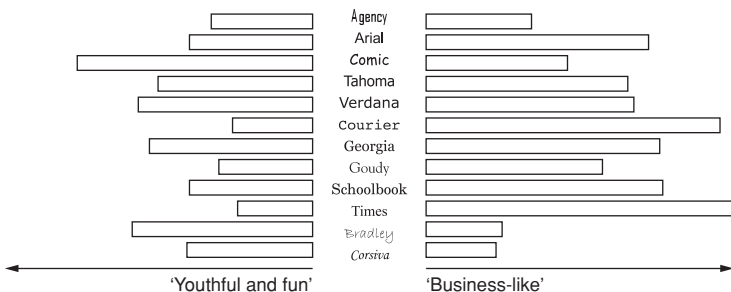 Agency
Arial
Comic
Tahoma
Verdana
Courier
Georgia
Goudy
Schoolbook
Times
Bradley
Corsiva
'Youthful and fun' 'Business-like'